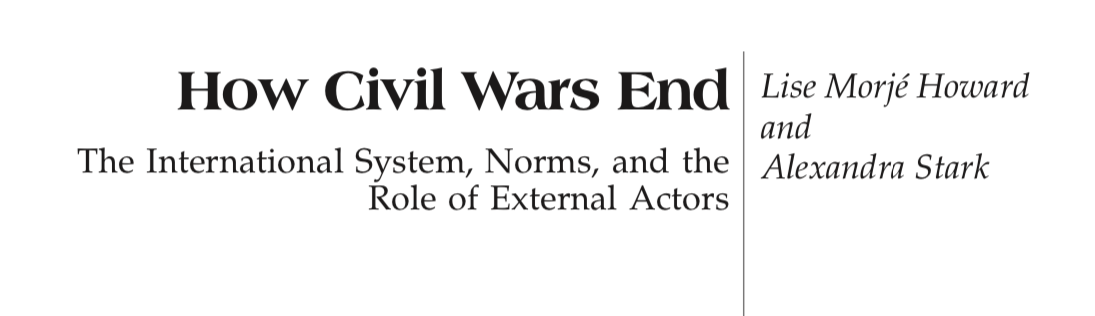 How Civil Wars End
The International System, Norms, and the
Role of External Actors
Lise Morjé Howard
and
Alexandra Stark